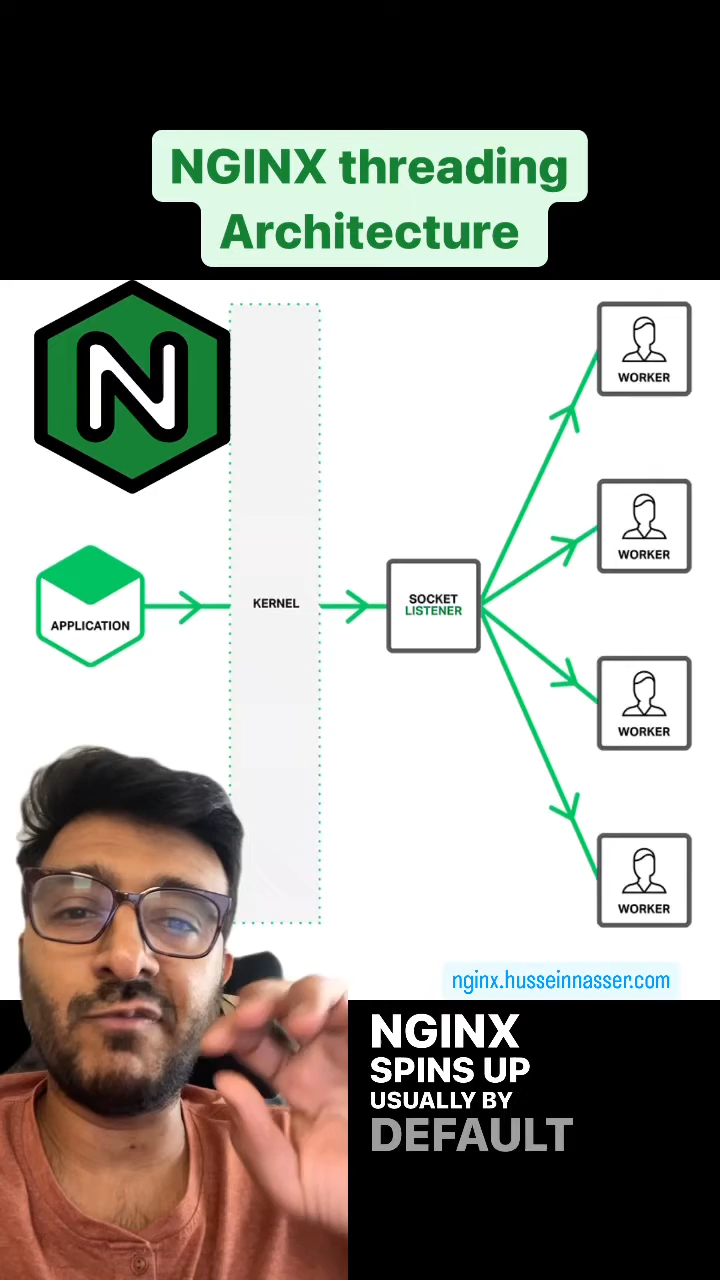 NGINX threading
Architecture
N
WORKER
WORKER
APPLICATION
KERNEL
SOCKET
LISTENER
WORKER
WORKER
nginx.husseinnasser.com
NGINX
SPINS UP
USUALLY BY
DEFAULT